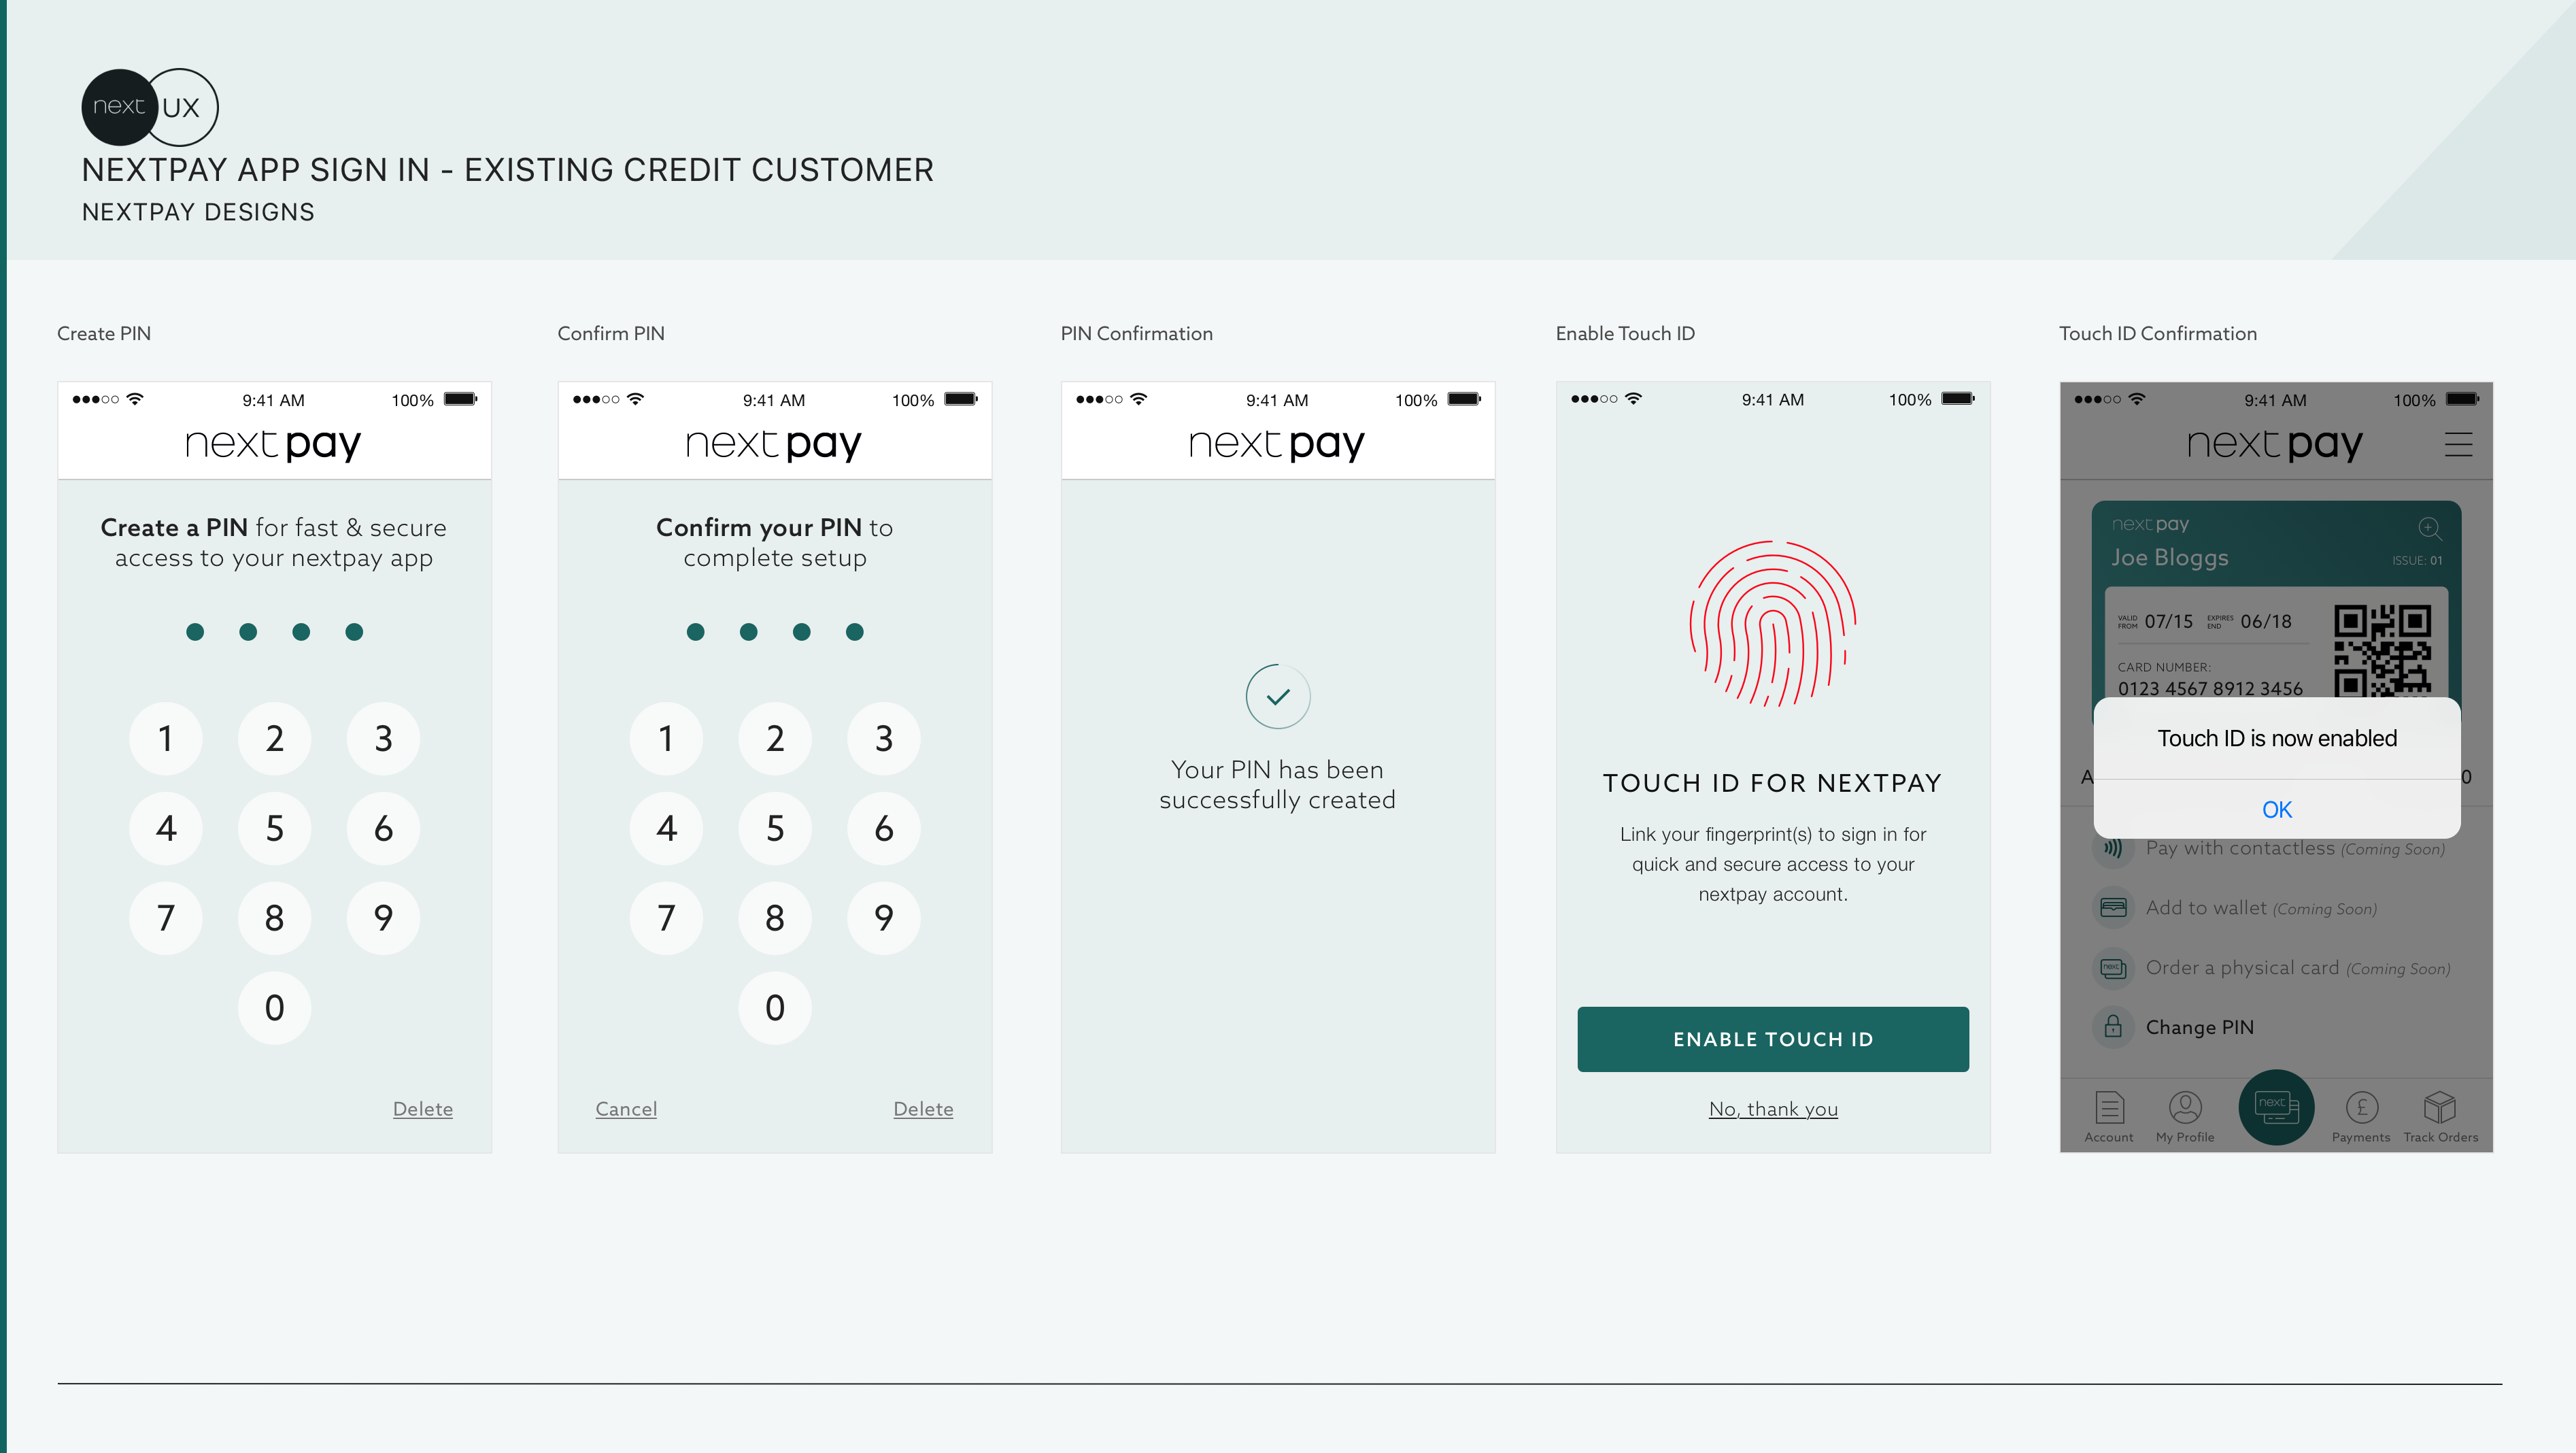 next UX
NEXTPAY APP SIGN IN - EXISTING CREDIT CUSTOMER
NEXTPAY DESIGNS
Create PIN
9:41 AM 100%
next pay
Create a PIN for fast & secure
access to your nextpay app
1 2 3
4 5 6
7 8 9
0
Delete
Confirm PIN
9:41 AM 100%
next pay
Confirm your PIN to
complete setup
1 2 3
4 5 6
7 8 9
0
Cancel Delete
PIN Confirmation
9:41 AM 100%
next pay
Your PIN has been
successfully created
Enable Touch ID
9:41 AM 100%
TOUCH ID FOR NEXTPAY
Link your fingerprint(s) to sign in for
quick and secure access to your
nextpay account.
ENABLE TOUCH ID
No, thank you
Touch ID Confirmation
9:41 AM 100%
next pay
next pay
Joe Bloggs
ISSUE: 01
VALID FROM 07/15 EXPIRES END 06/18
CARD NUMBER:
0123 4567 8912 3456
Touch ID is now enabled
A 0
OK
Pay with contactless (Coming Soon)
Add to wallet (Coming Soon)
next
Order a physical card (Coming Soon)
Change PIN
next
£
Account My Profile Payments Track Orders